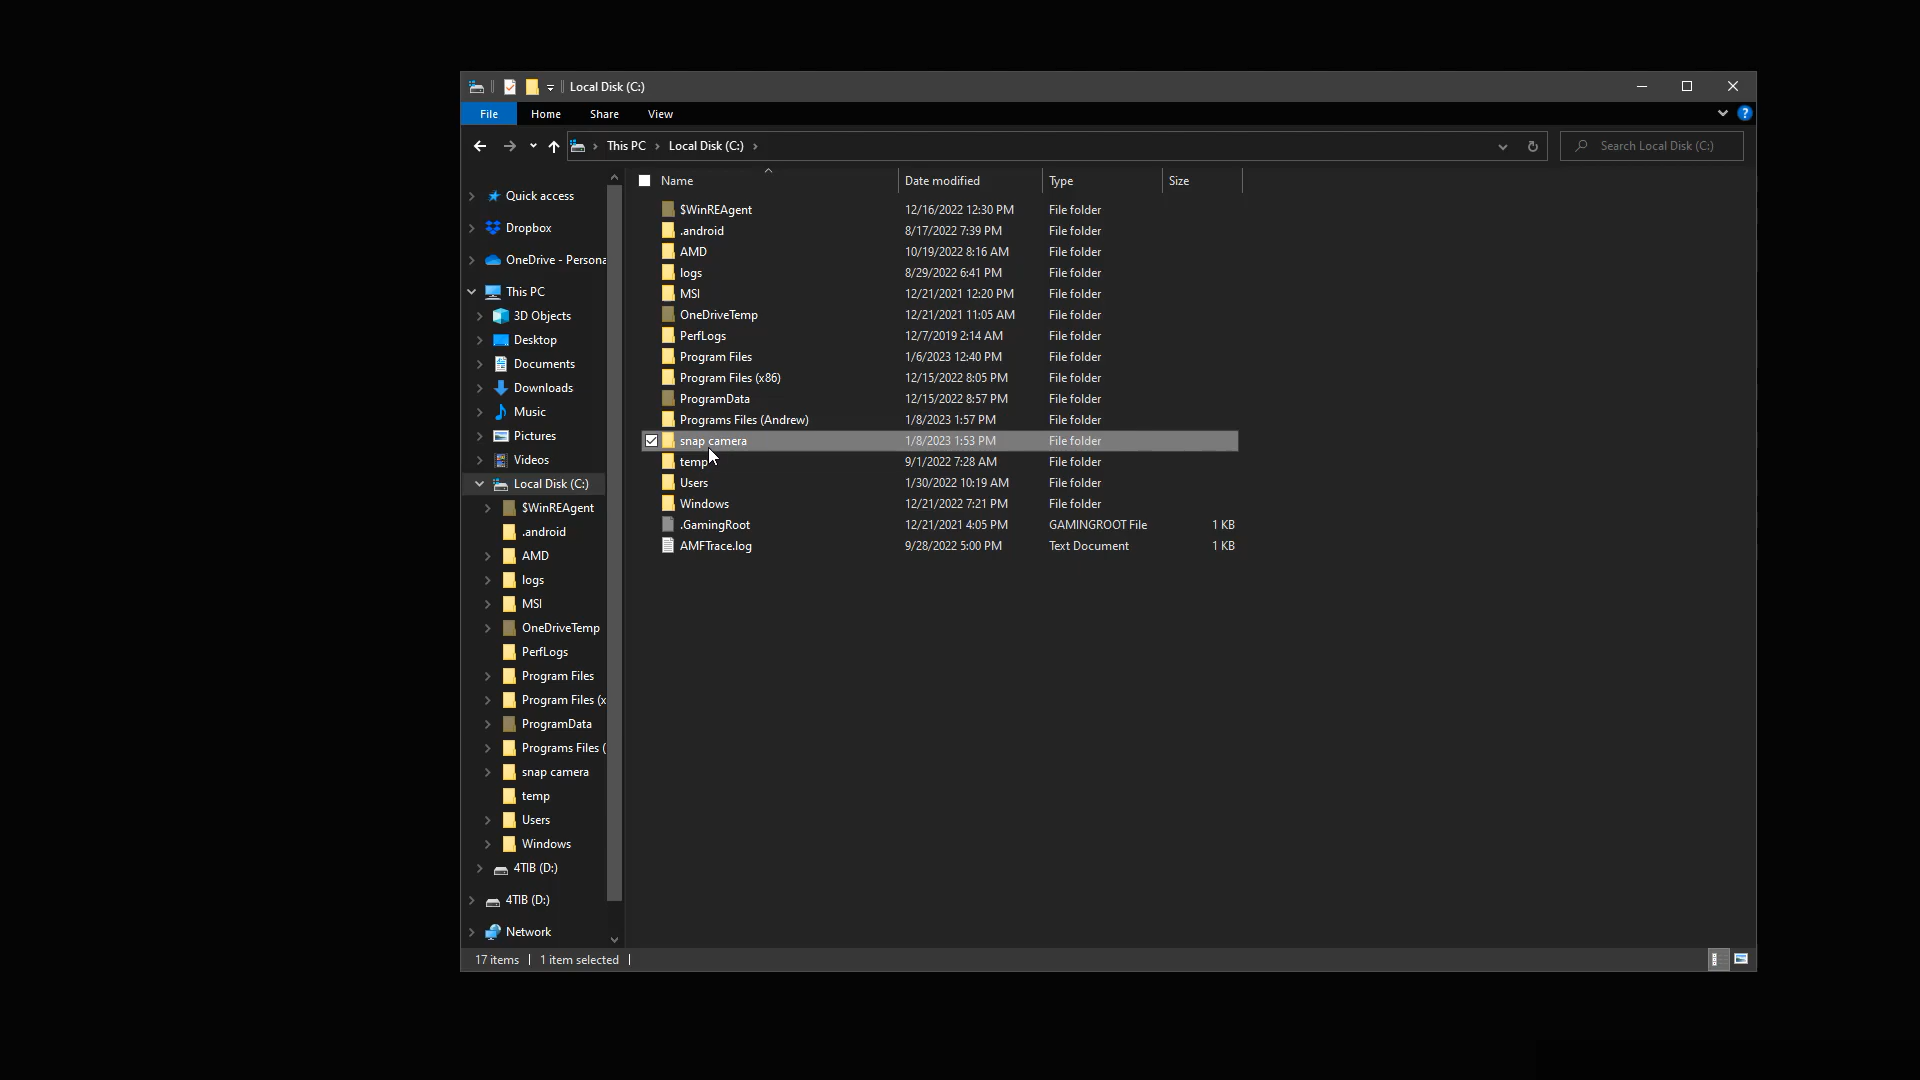 Local Disk (C:)
File Home Share View
This PC Local Disk (C:) Search Local Disk (C:)
Quick access
Dropbox
OneDrive - Persona
This PC
3D Objects
Desktop
Documents
Downloads
Music
Pictures
Videos
Local Disk (C:)
$WinREAgent
.android
AMD
logs
MSI
OneDriveTemp
PerfLogs
Program Files
Program Files (x
ProgramData
Programs Files (
snap camera
temp
Users
Windows
4TIB (D:)
4TIB (D:)
Network
Name Date modified Type Size
$WinREAgent 12/16/2022 12:30 PM File folder
.android 8/17/2022 7:39 PM File folder
AMD 10/19/2022 8:16 AM File folder
logs 8/29/2022 6:41 PM File folder
MSI 12/21/2021 12:20 PM File folder
OneDriveTemp 12/21/2021 11:05 AM File folder
PerfLogs 12/7/2019 2:14 AM File folder
Program Files 1/6/2023 12:40 PM File folder
Program Files (x86) 12/15/2022 8:05 PM File folder
ProgramData 12/15/2022 8:57 PM File folder
Programs Files (Andrew) 1/8/2023 1:57 PM File folder
snap camera 1/8/2023 1:53 PM File folder
temp 9/1/2022 7:28 AM File folder
Users 1/30/2022 10:19 AM File folder
Windows 12/21/2022 7:21 PM File folder
.GamingRoot 12/21/2021 4:05 PM GAMINGROOT File 1 KB
AMFTrace.log 9/28/2022 5:00 PM Text Document 1 KB
17 items 1 item selected